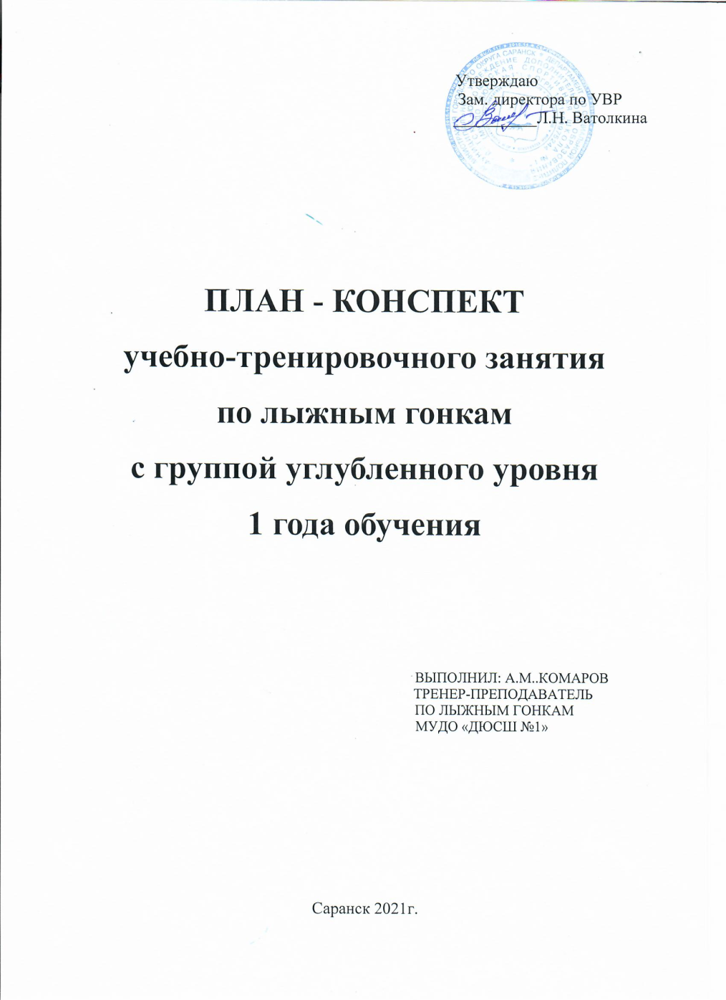 Утверждаю
Зам. директора по УВР
Л.Н. Ватолкина
ПЛАН - КОНСПЕКТ
учебно-тренировочного занятия
по лыжным гонкам
с группой углубленного уровня
1 года обучения
ВЫПОЛНИЛ: А.М..КОМАРОВ
ТРЕНЕР-ПРЕПОДАВАТЕЛЬ
ПО ЛЫЖНЫМ ГОНКАМ
МУДО «ДЮСШ №1»
Саранск 2021г.